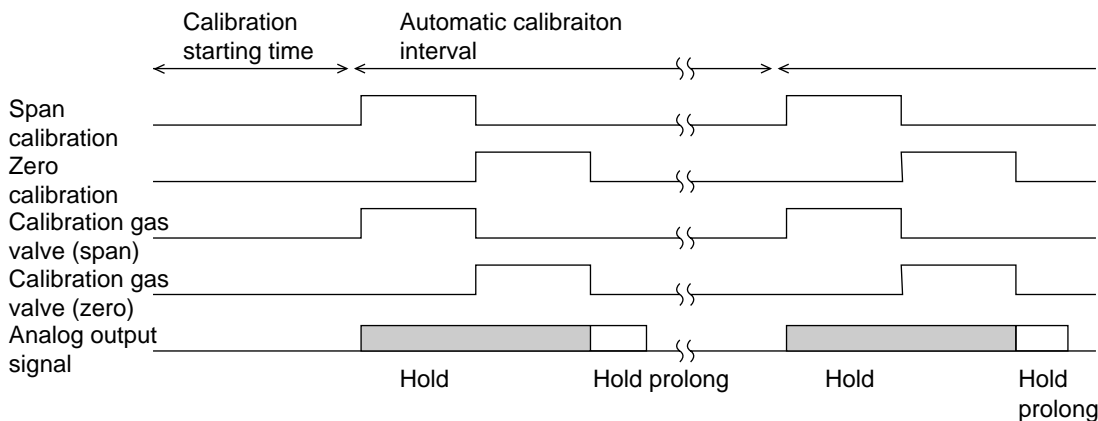 Calibration
starting time
Automatic calibraiton
interval
Span
calibration
Zero
calibration
Calibration gas
valve (span)
Calibration gas
valve (zero)
Analog output
signal
Hold
Hold prolong
Hold
Hold
prolong